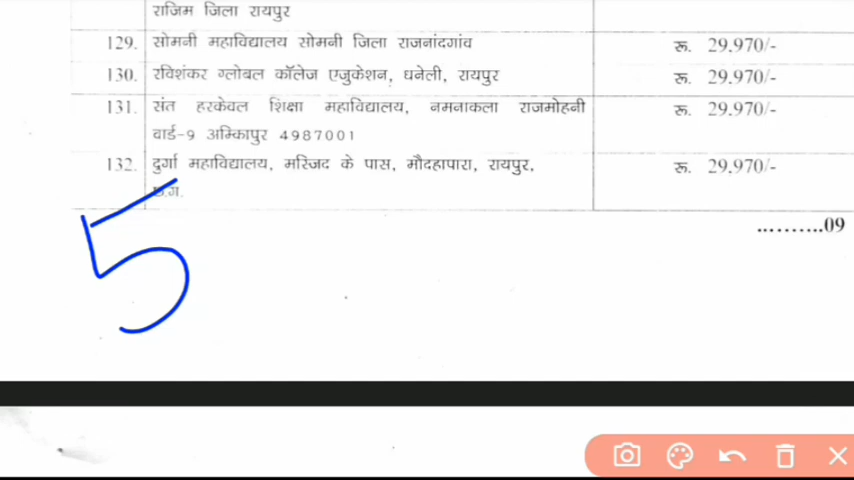 राजिम जिला रायपुर
129. सोमनी महाविद्यालय सोमनी जिला राजनांदगांव रू. 29.970/-
130. रविशंकर ग्लोबल कॉलेज एजुकेशन, धनेली, रायपुर रू. 29.970/-
131. संत हरकेवल शिक्षा महाविद्यालय, नमनाकला राजमोहनी रू. 29.970/-
वार्ड-9 अम्किापुर 4987001
132. दुर्गा महाविद्यालय, मस्जिद के पास, मौदहापारा, रायपुर, रू. 29.970/-
छ.ग.
.........09
5